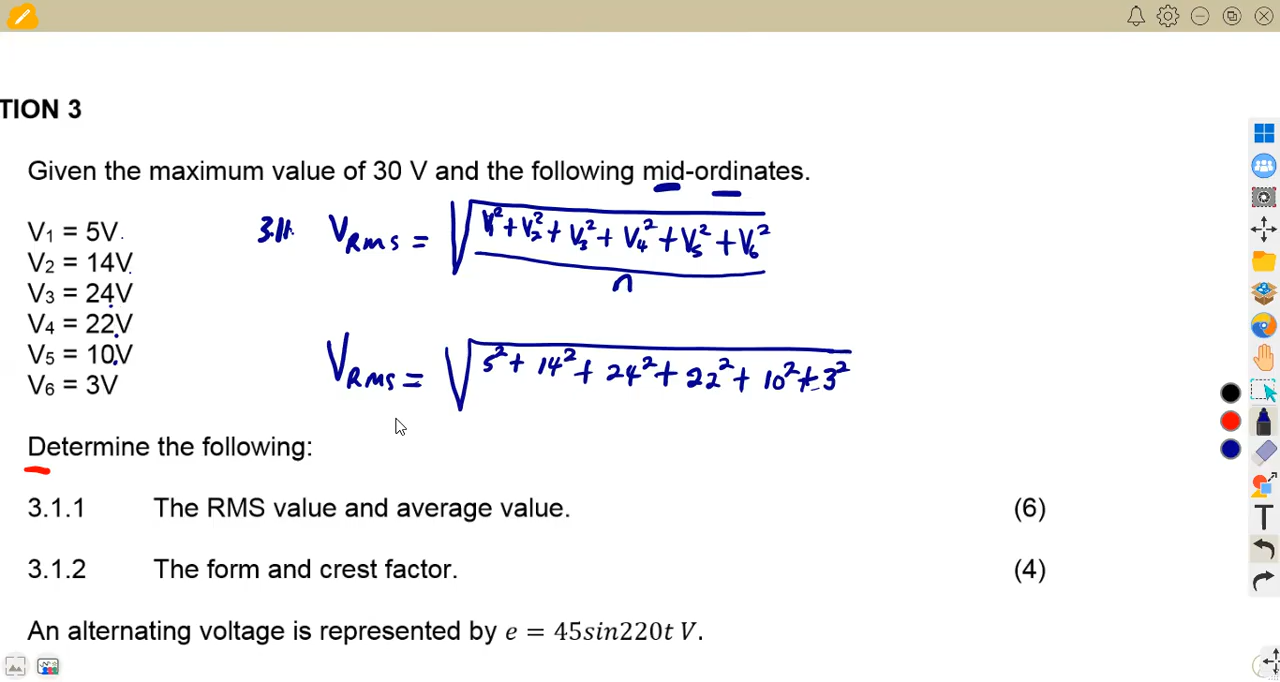 TION 3
Given the maximum value of 30 V and the following mid-ordinates.
V₁ = 5V.
V₂ = 14V
V₃ = 24V
V₄ = 22V
V₅ = 10V
V₆ = 3V
3.1.1. V_RMS = √((V² + V₂² + V₃² + V₄² + V₅² + V₆²) / n)
V_RMS = √(5² + 14² + 24² + 22² + 10² + 3²)
Determine the following:
3.1.1 The RMS value and average value. (6)
3.1.2 The form and crest factor. (4)
An alternating voltage is represented by e = 45sin220t V.
T